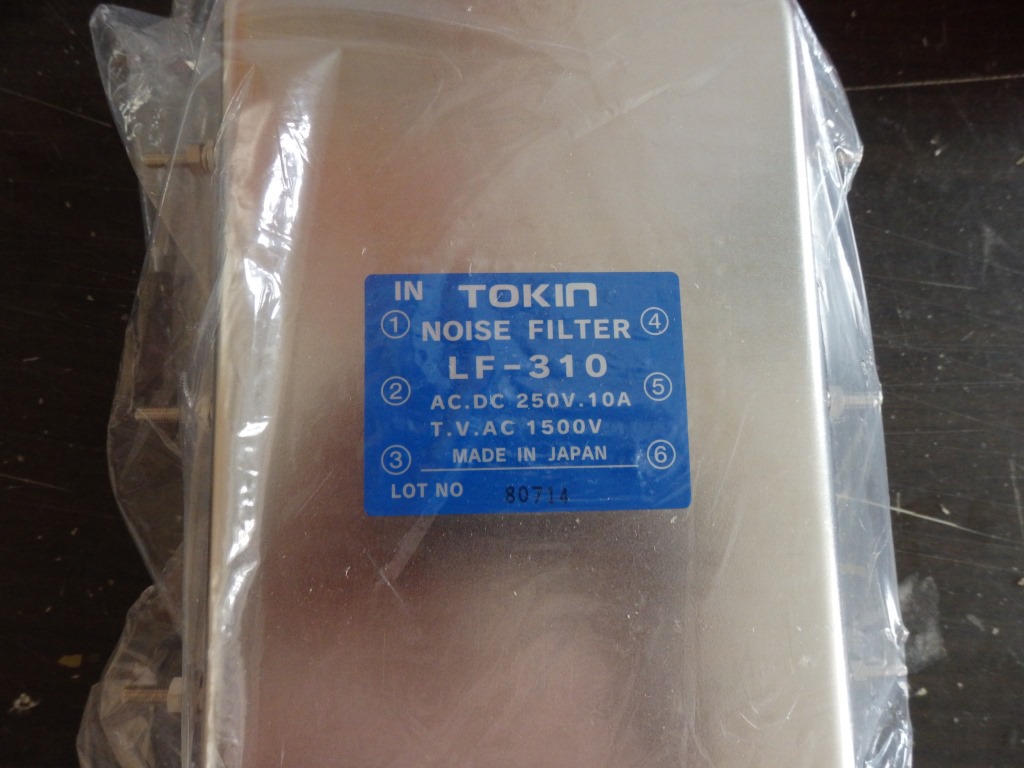 IN TOKIN
① NOISE FILTER ④
LF-310
② AC.DC 250V.10A ⑤
T.V.AC 1500V
③ MADE IN JAPAN ⑥
LOT NO 80714